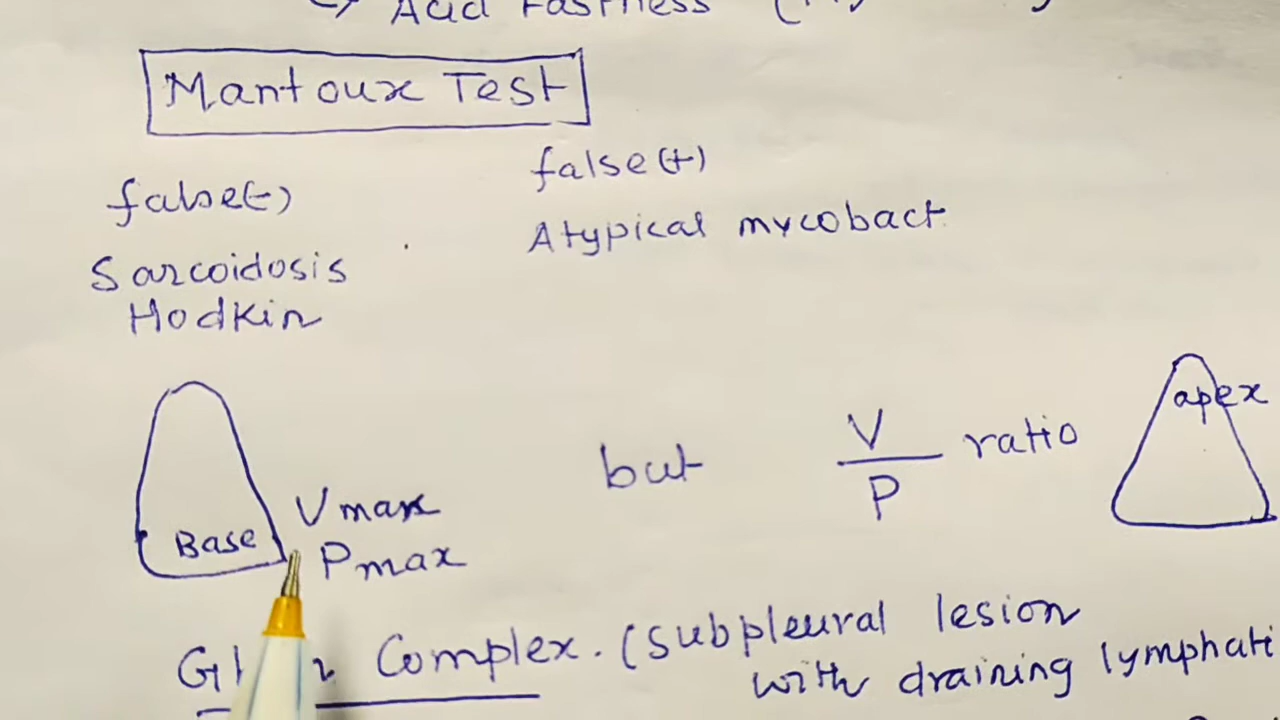 ↳ Acid Fastness
Mantoux Test
false(-)
false(+)
Sarcoidosis
Hodkin
Atypical mycobact
Base
Vmax
Pmax
but
V
P
ratio
apex
Complex. (subpleural lesion
with draining lymphati